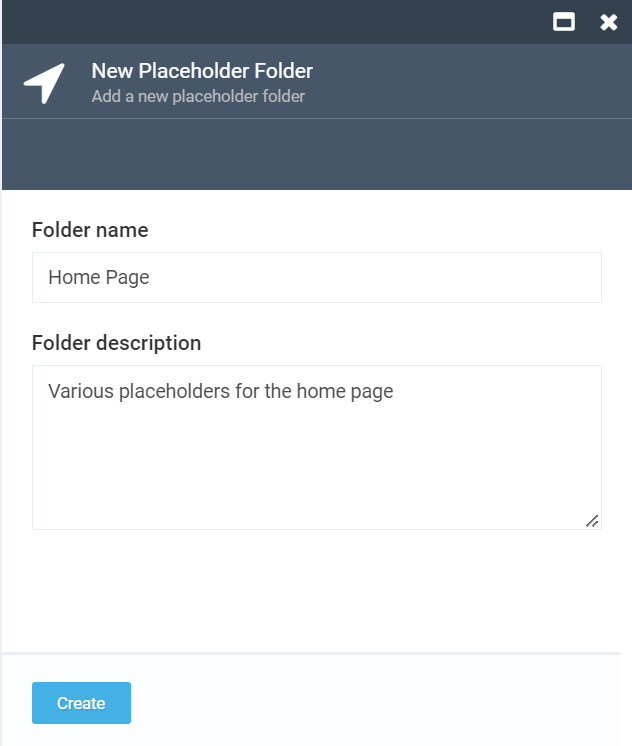 New Placeholder Folder
Add a new placeholder folder
Folder name
Home Page
Folder description
Various placeholders for the home page
Create